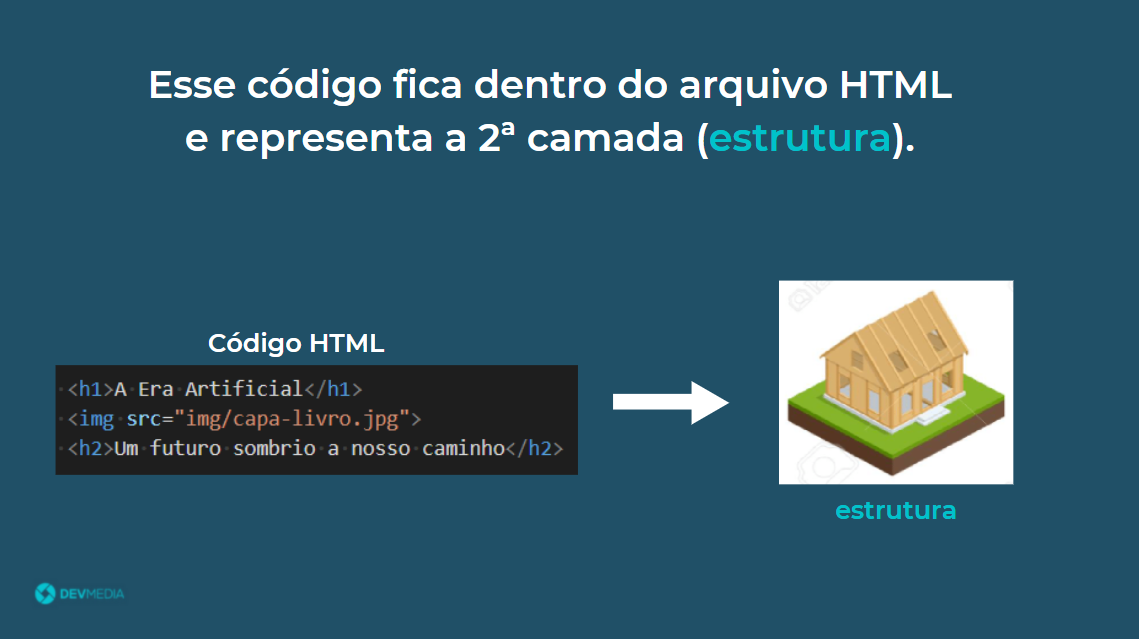 Esse código fica dentro do arquivo HTML
e representa a 2ª camada (estrutura).
Código HTML
<h1>A Era Artificial</h1>
<img src="img/capa-livro.jpg">
<h2>Um futuro sombrio a nosso caminho</h2>
estrutura
DEVMEDIA